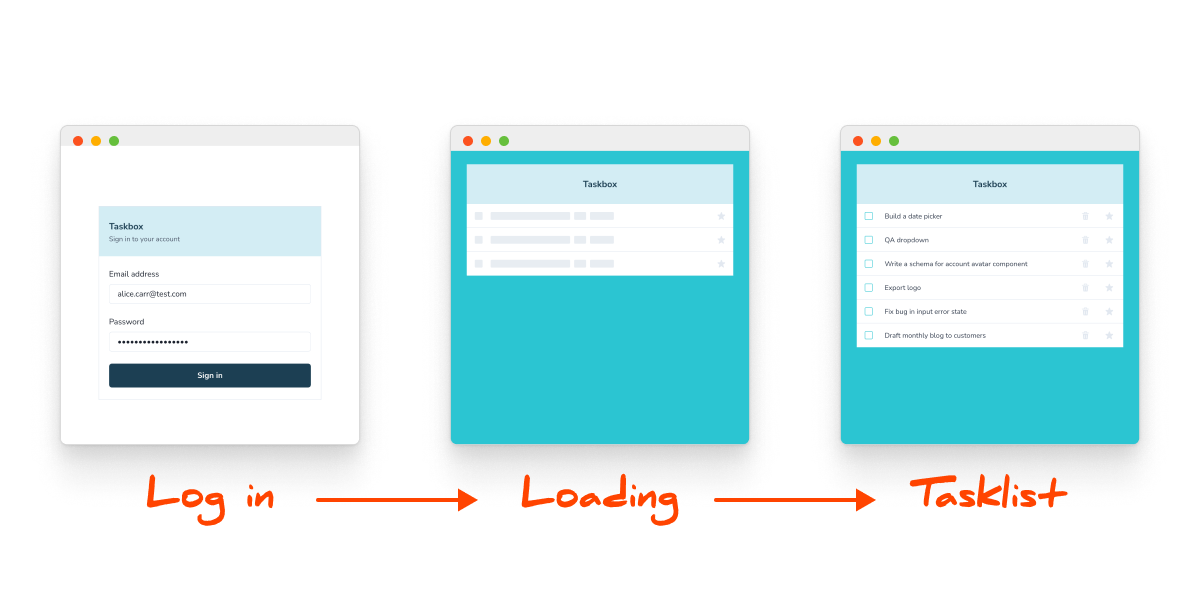 Taskbox
Sign in to your account
Email address
alice.carr@test.com
Password
•••••••••••••••••
Sign in
Taskbox
Taskbox
Build a date picker
QA dropdown
Write a schema for account avatar component
Export logo
Fix bug in input error state
Draft monthly blog to customers
Log in
Loading
Tasklist